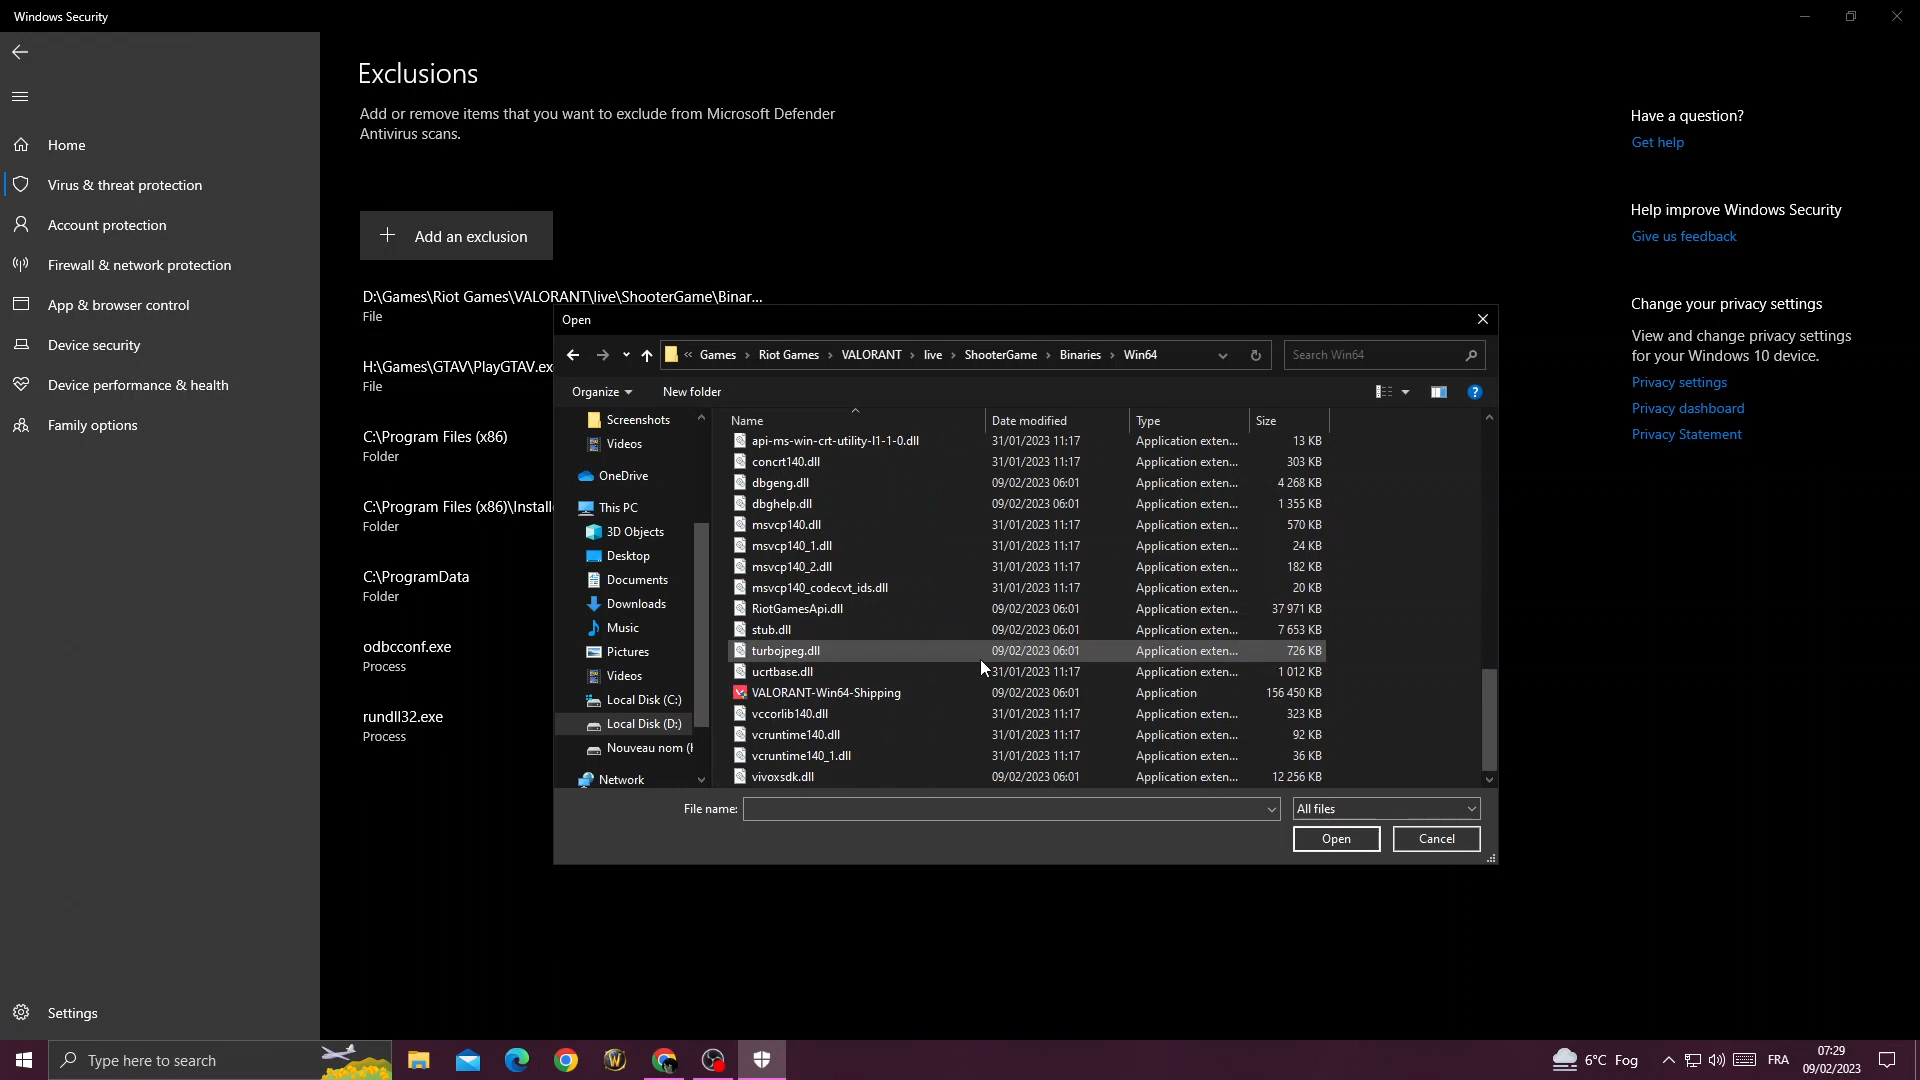 Windows Security
Home
Virus & threat protection
Account protection
Firewall & network protection
App & browser control
Device security
Device performance & health
Family options
Settings
Exclusions
Add or remove items that you want to exclude from Microsoft Defender
Antivirus scans.
Add an exclusion
D:\Games\Riot Games\VALORANT\live\ShooterGame\Binar...
File
H:\Games\GTAV\PlayGTAV.ex
File
C:\Program Files (x86)
Folder
C:\Program Files (x86)\Install
Folder
C:\ProgramData
Folder
odbcconf.exe
Process
rundll32.exe
Process
Have a question?
Get help
Help improve Windows Security
Give us feedback
Change your privacy settings
View and change privacy settings
for your Windows 10 device.
Privacy settings
Privacy dashboard
Privacy Statement
Open
« Games › Riot Games › VALORANT › live › ShooterGame › Binaries › Win64
Search Win64
Organize
New folder
Screenshots
Videos
OneDrive
This PC
3D Objects
Desktop
Documents
Downloads
Music
Pictures
Videos
Local Disk (C:)
Local Disk (D:)
Nouveau nom (
Network
Name Date modified Type Size
api-ms-win-crt-utility-l1-1-0.dll 31/01/2023 11:17 Application exten... 13 KB
concrt140.dll 31/01/2023 11:17 Application exten... 303 KB
dbgeng.dll 09/02/2023 06:01 Application exten... 4 268 KB
dbghelp.dll 09/02/2023 06:01 Application exten... 1 355 KB
msvcp140.dll 31/01/2023 11:17 Application exten... 570 KB
msvcp140_1.dll 31/01/2023 11:17 Application exten... 24 KB
msvcp140_2.dll 31/01/2023 11:17 Application exten... 182 KB
msvcp140_codecvt_ids.dll 31/01/2023 11:17 Application exten... 20 KB
RiotGamesApi.dll 09/02/2023 06:01 Application exten... 37 971 KB
stub.dll 09/02/2023 06:01 Application exten... 7 653 KB
turbojpeg.dll 09/02/2023 06:01 Application exten... 726 KB
ucrtbase.dll 31/01/2023 11:17 Application exten... 1 012 KB
VALORANT-Win64-Shipping 09/02/2023 06:01 Application 156 450 KB
vccorlib140.dll 31/01/2023 11:17 Application exten... 323 KB
vcruntime140.dll 31/01/2023 11:17 Application exten... 92 KB
vcruntime140_1.dll 31/01/2023 11:17 Application exten... 36 KB
vivoxsdk.dll 09/02/2023 06:01 Application exten... 12 256 KB
File name:
All files
Open
Cancel
Type here to search
6°C Fog
FRA
07:29
09/02/2023